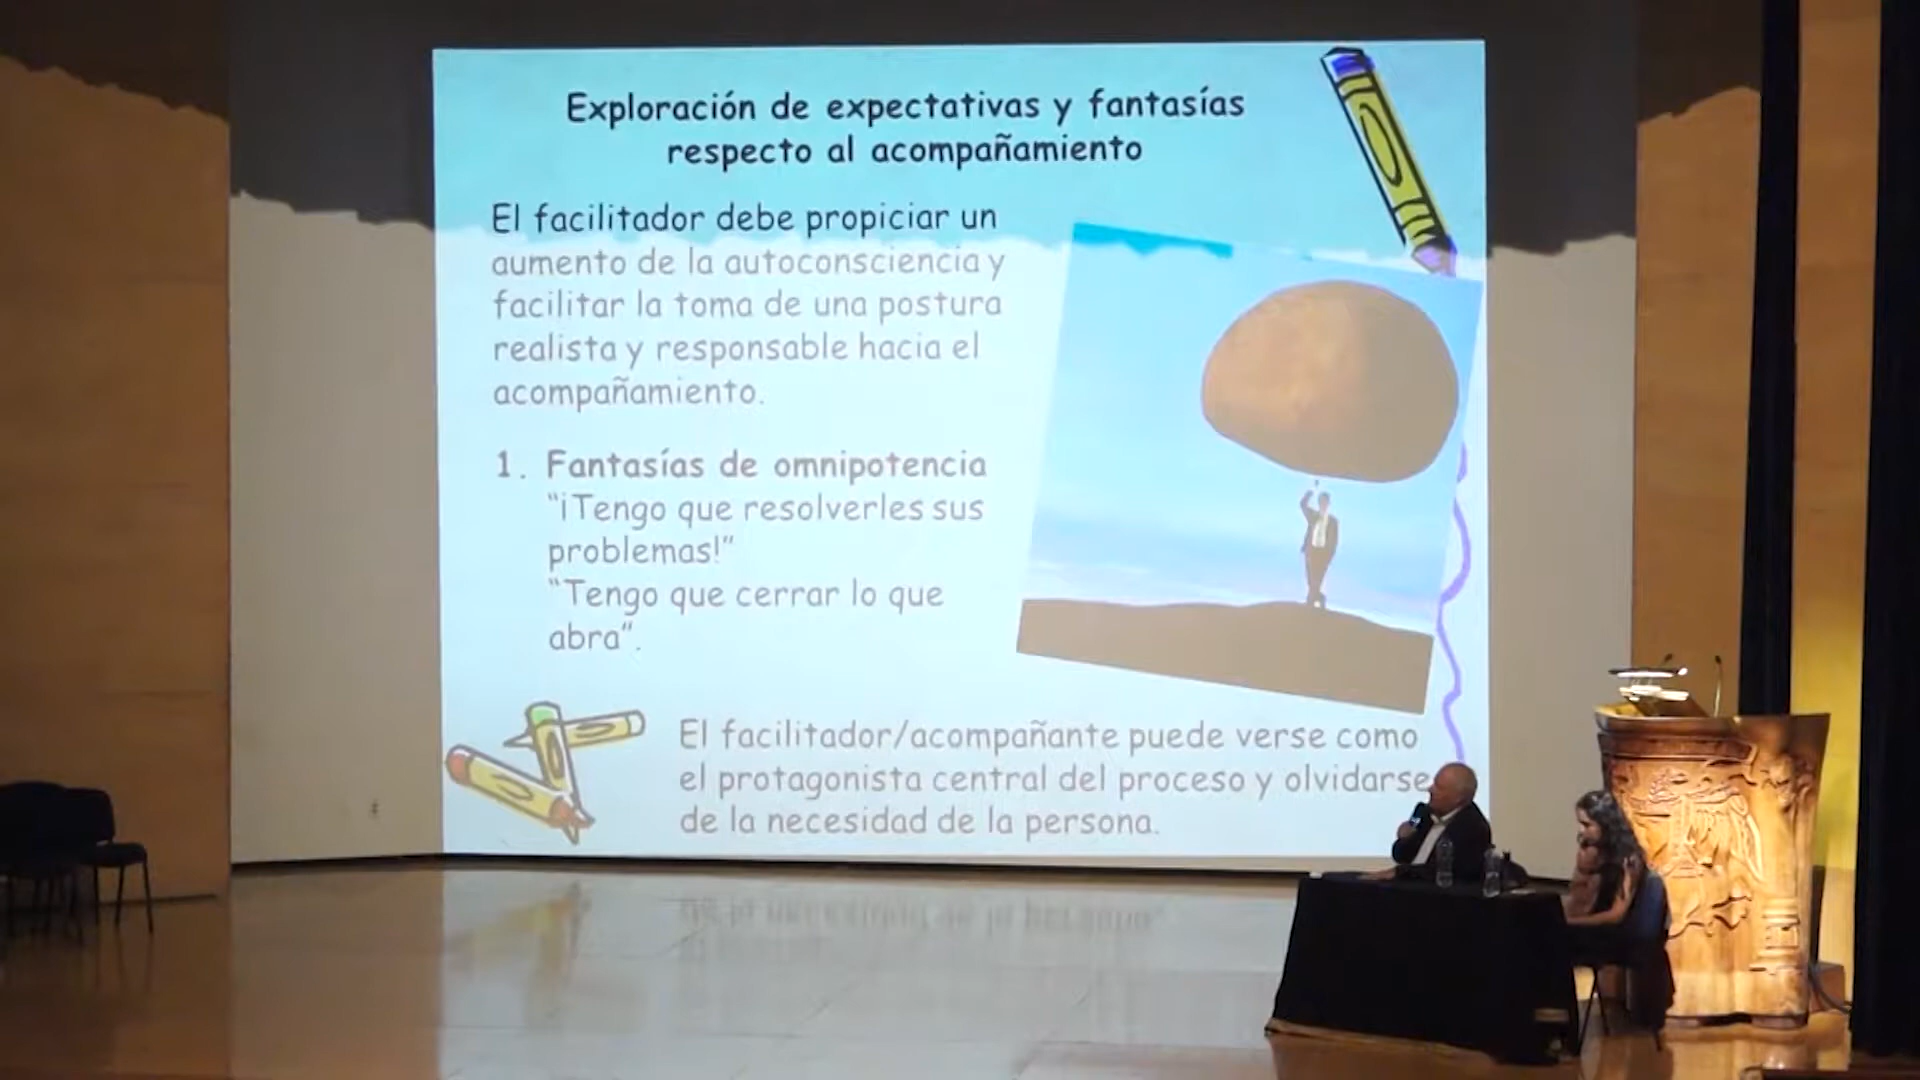 Exploración de expectativas y fantasías
respecto al acompañamiento
El facilitador debe propiciar un
aumento de la autoconsciencia y
facilitar la toma de una postura
realista y responsable hacia el
acompañamiento.
1. Fantasías de omnipotencia
"¡Tengo que resolverles sus
problemas!"
"Tengo que cerrar lo que
abra".
El facilitador/acompañante puede verse como
el protagonista central del proceso y olvidarse
de la necesidad de la persona.